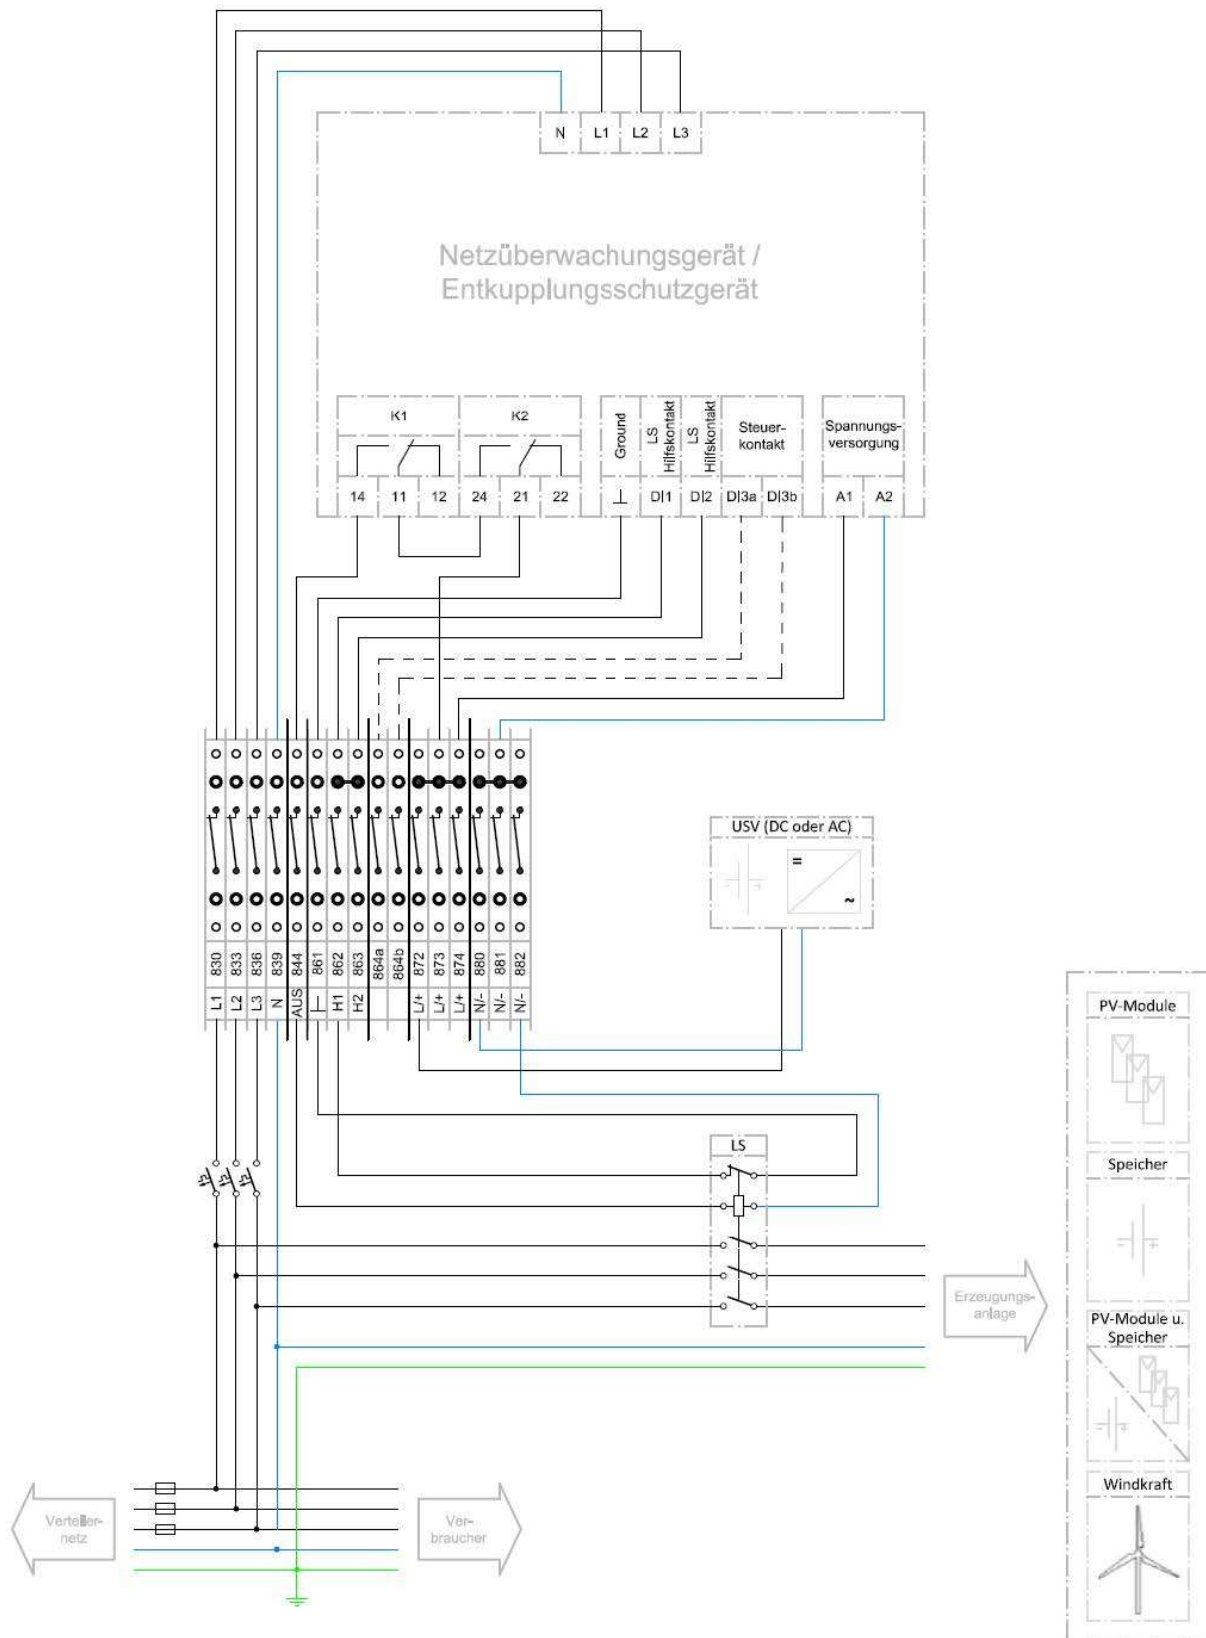 N L1 L2 L3
Netzüberwachungsgerät /
Entkupplungsschutzgerät
K1
K2
Ground
LS
Hilfskontakt
LS
Hilfskontakt
Steuer-
kontakt
Spannungs-
versorgung
14 11 12 24 21 22 ⊥ DI1 DI2 DI3a DI3b A1 A2
USV (DC oder AC)
=
~
830 833 836 839 844 861 862 863 864a 864b 872 873 874 880 881 882
L1 L2 L3 N AUS ⊥ H1 H2 L/+ L/+ L/+ N/- N/- N/-
PV-Module
LS
Speicher
- +
Erzeugungs-
anlage
PV-Module u.
Speicher
Windkraft
Verteiler-
netz
Ver-
braucher